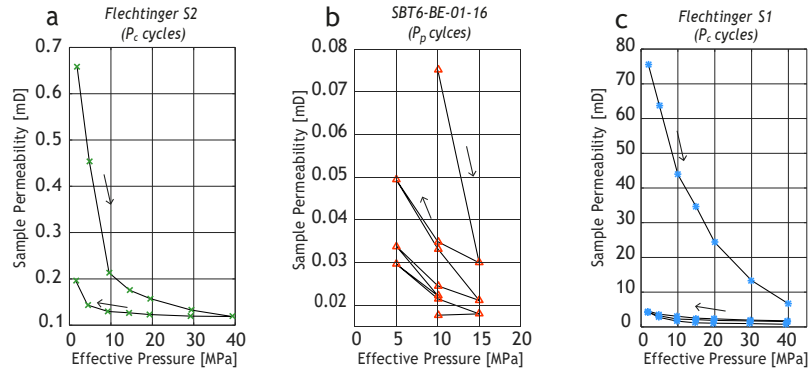 a
Flechtinger S2
(Pc cycles)
Sample Permeability [mD]
0.7
0.6
0.5
0.4
0.3
0.2
0.1
0 10 20 30 40
Effective Pressure [MPa]
b
SBT6-BE-01-16
(Pp cylces)
Sample Permeability [mD]
0.08
0.07
0.06
0.05
0.04
0.03
0.02
0 5 10 15 20
Effective Pressure [MPa]
c
Flechtinger S1
(Pc cycles)
Sample Permeability [mD]
80
70
60
50
40
30
20
10
0
0 10 20 30 40
Effective Pressure [MPa]